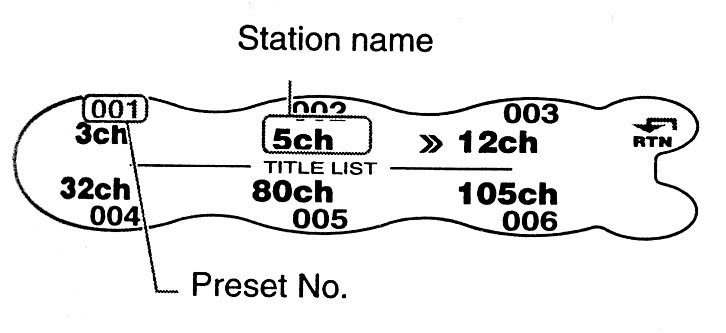 Station name
001 002 003
3ch 5ch » 12ch RTN
TITLE LIST
32ch 80ch 105ch
004 005 006
Preset No.